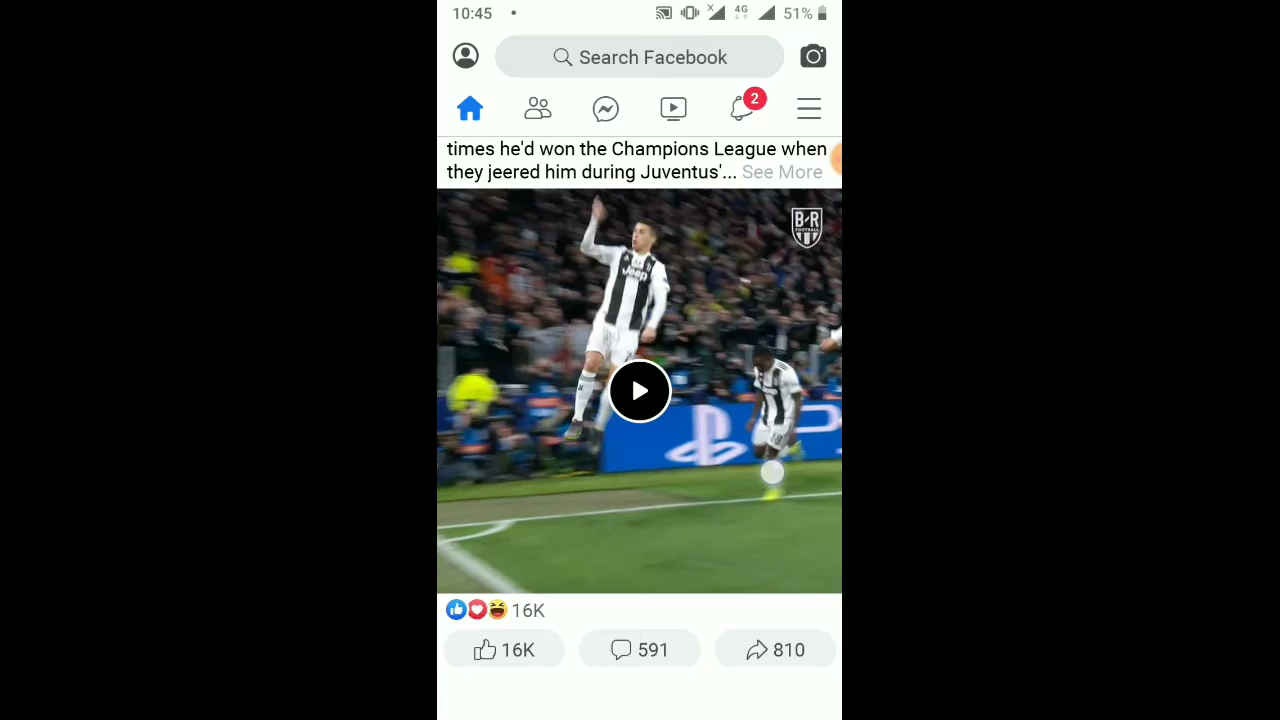 10:45
4G
51%
Search Facebook
2
times he'd won the Champions League when
they jeered him during Juventus'... See More
B/R
FOOTBALL
Jeep
16K
16K
591
810